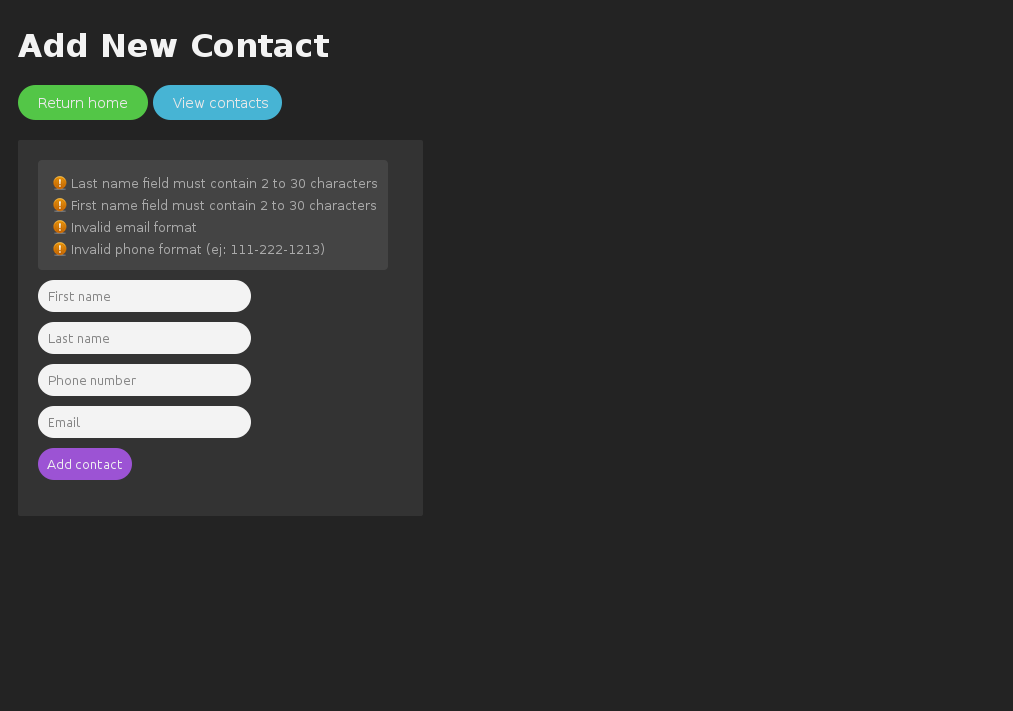 Add New Contact
Return home View contacts
Last name field must contain 2 to 30 characters
First name field must contain 2 to 30 characters
Invalid email format
Invalid phone format (ej: 111-222-1213)
First name
Last name
Phone number
Email
Add contact